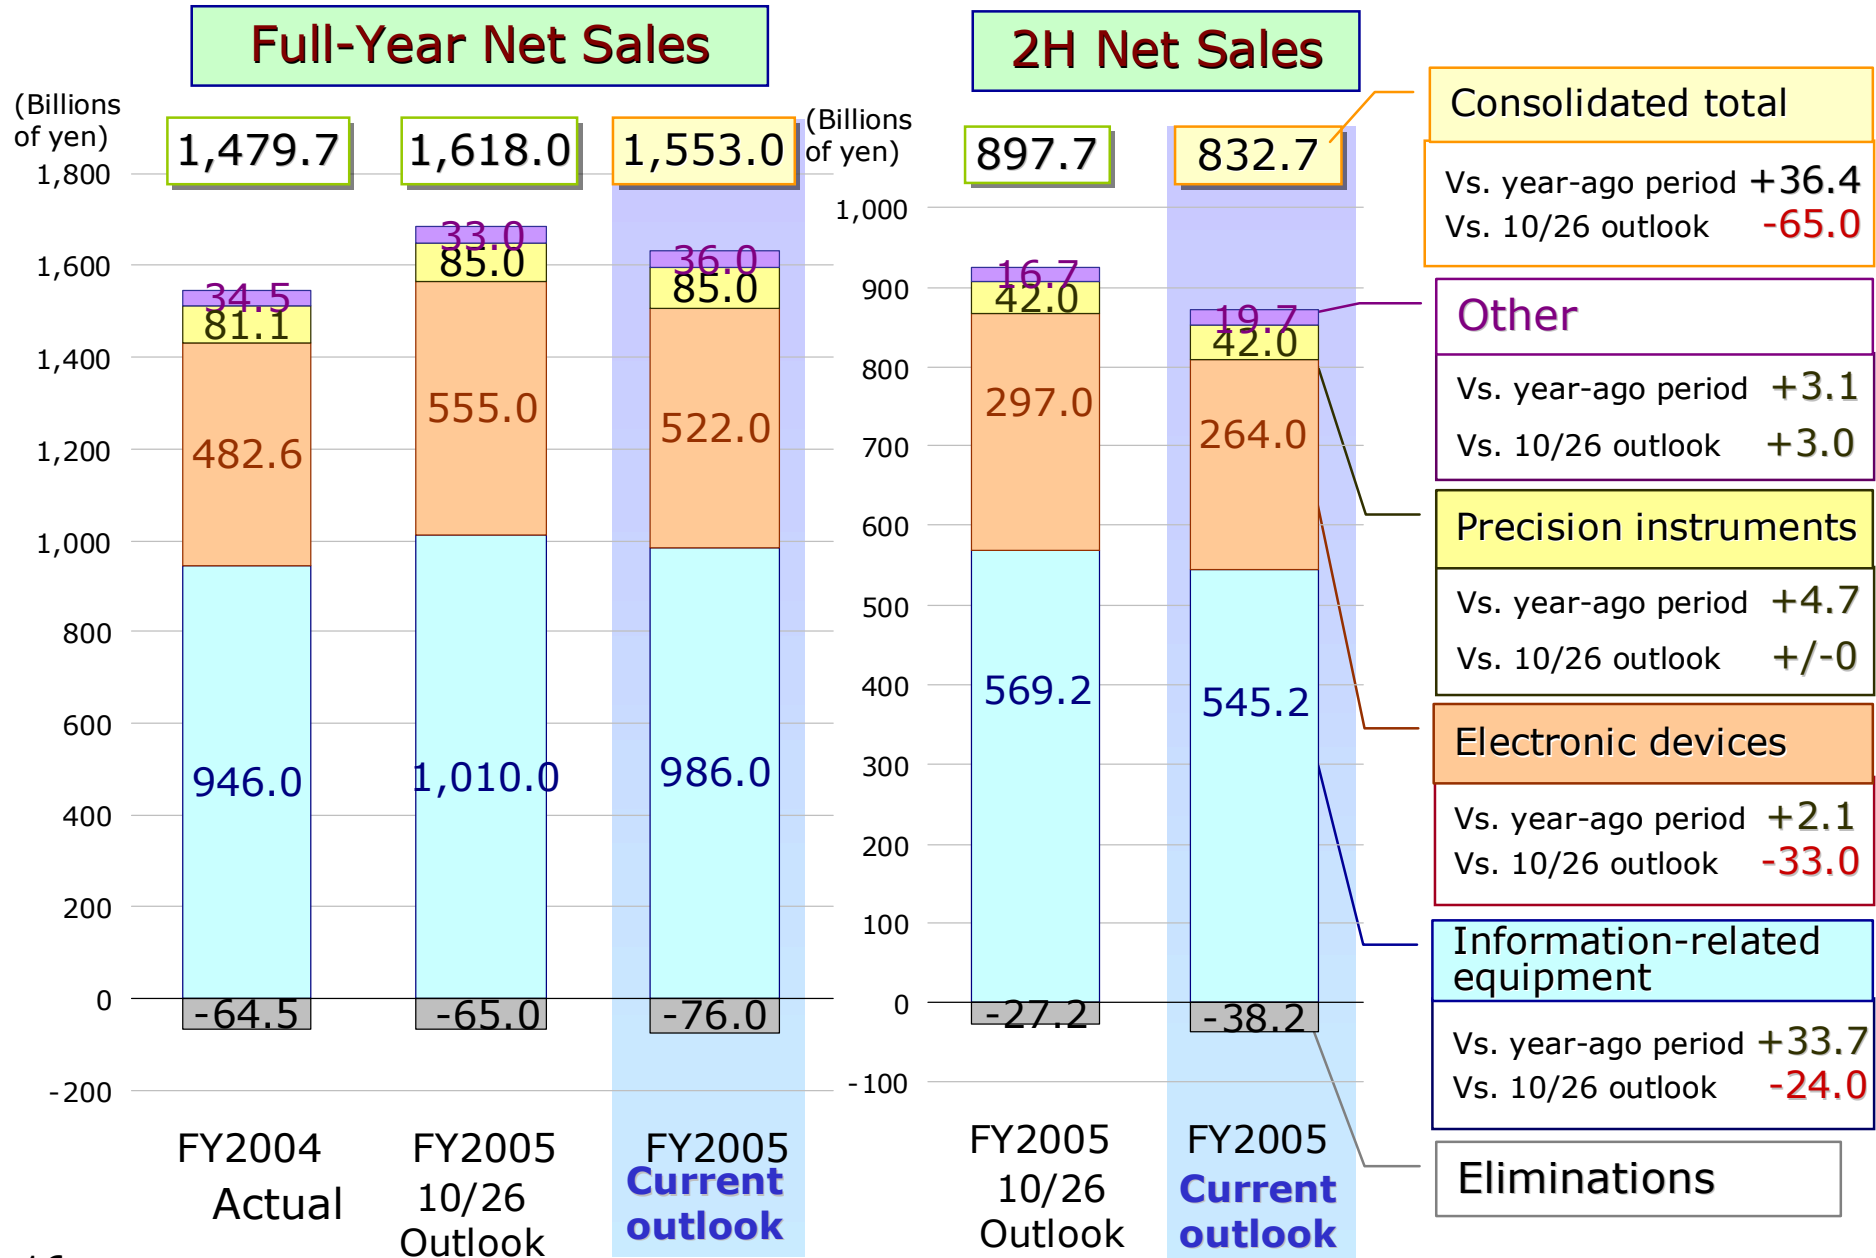 Full-Year Net Sales
2H Net Sales
(Billions
of yen)
1,479.7
1,618.0
1,553.0
1,800
1,600
1,400
1,200
1,000
800
600
400
200
0
-200
34.5
81.1
482.6
946.0
-64.5
33.0
85.0
555.0
1,010.0
-65.0
36.0
85.0
522.0
986.0
-76.0
FY2004
Actual
FY2005
10/26
Outlook
FY2005
Current
outlook
(Billions
of yen)
897.7
832.7
1,000
900
800
700
600
500
400
300
200
100
0
-100
16.7
42.0
297.0
569.2
-27.2
19.7
42.0
264.0
545.2
-38.2
FY2005
10/26
Outlook
FY2005
Current
outlook
Consolidated total
Vs. year-ago period +36.4
Vs. 10/26 outlook -65.0
Other
Vs. year-ago period +3.1
Vs. 10/26 outlook +3.0
Precision instruments
Vs. year-ago period +4.7
Vs. 10/26 outlook +/-0
Electronic devices
Vs. year-ago period +2.1
Vs. 10/26 outlook -33.0
Information-related
equipment
Vs. year-ago period +33.7
Vs. 10/26 outlook -24.0
Eliminations